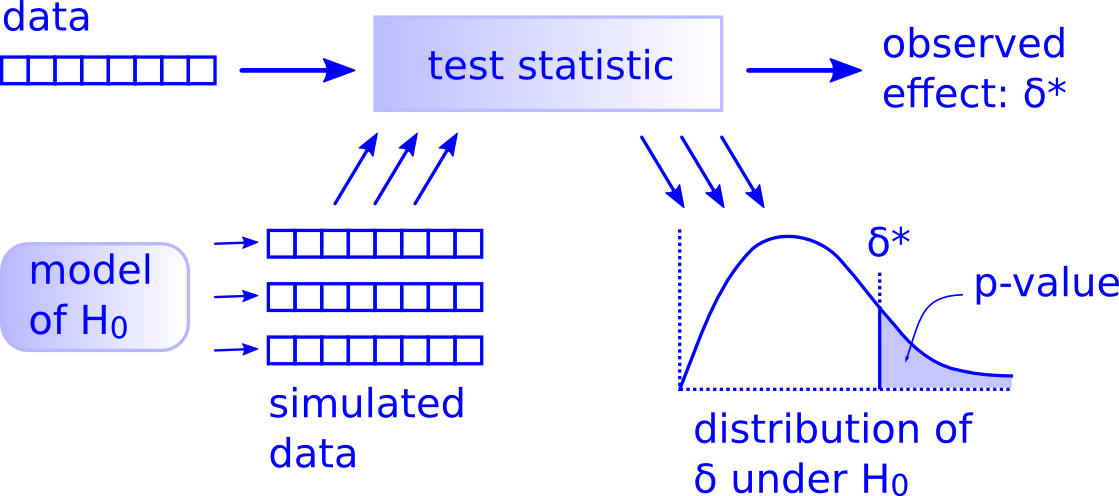 data
test statistic
observed
effect: δ*
model
of H₀
simulated
data
δ*
p-value
distribution of
δ under H₀